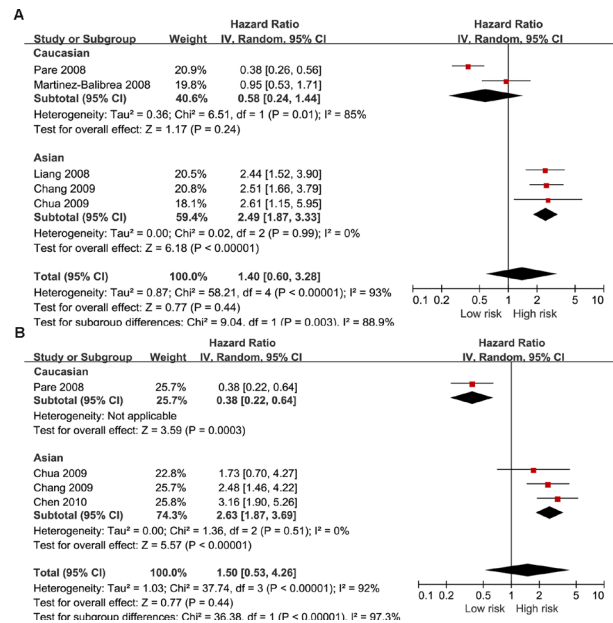 A
Hazard Ratio Hazard Ratio
Study or Subgroup Weight IV, Random, 95% CI IV, Random, 95% CI
Caucasian
Pare 2008 20.9% 0.38 [0.26, 0.56]
Martinez-Balibrea 2008 19.8% 0.95 [0.53, 1.71]
Subtotal (95% CI) 40.6% 0.58 [0.24, 1.44]
Heterogeneity: Tau² = 0.36; Chi² = 6.51, df = 1 (P = 0.01); I² = 85%
Test for overall effect: Z = 1.17 (P = 0.24)
Asian
Liang 2008 20.5% 2.44 [1.52, 3.90]
Chang 2009 20.8% 2.51 [1.66, 3.79]
Chua 2009 18.1% 2.61 [1.15, 5.95]
Subtotal (95% CI) 59.4% 2.49 [1.87, 3.33]
Heterogeneity: Tau² = 0.00; Chi² = 0.02, df = 2 (P = 0.99); I² = 0%
Test for overall effect: Z = 6.18 (P < 0.00001)
Total (95% CI) 100.0% 1.40 [0.60, 3.28]
Heterogeneity: Tau² = 0.87; Chi² = 58.21, df = 4 (P < 0.00001); I² = 93%
Test for overall effect: Z = 0.77 (P = 0.44)
Test for subgroup differences: Chi² = 9.04, df = 1 (P = 0.003), I² = 88.9%
0.1 0.2 0.5 1 2 5 10
Low risk High risk
B
Hazard Ratio Hazard Ratio
Study or Subgroup Weight IV, Random, 95% CI IV, Random, 95% CI
Caucasian
Pare 2008 25.7% 0.38 [0.22, 0.64]
Subtotal (95% CI) 25.7% 0.38 [0.22, 0.64]
Heterogeneity: Not applicable
Test for overall effect: Z = 3.59 (P = 0.0003)
Asian
Chua 2009 22.8% 1.73 [0.70, 4.27]
Chang 2009 25.7% 2.48 [1.46, 4.22]
Chen 2010 25.8% 3.16 [1.90, 5.26]
Subtotal (95% CI) 74.3% 2.63 [1.87, 3.69]
Heterogeneity: Tau² = 0.00; Chi² = 1.36, df = 2 (P = 0.51); I² = 0%
Test for overall effect: Z = 5.57 (P < 0.00001)
Total (95% CI) 100.0% 1.50 [0.53, 4.26]
Heterogeneity: Tau² = 1.03; Chi² = 37.74, df = 3 (P < 0.00001); I² = 92%
Test for overall effect: Z = 0.77 (P = 0.44)
Test for subgroup differences: Chi² = 36.38, df = 1 (P < 0.00001), I² = 97.3%
0.1 0.2 0.5 1 2 5 10
Low risk High risk